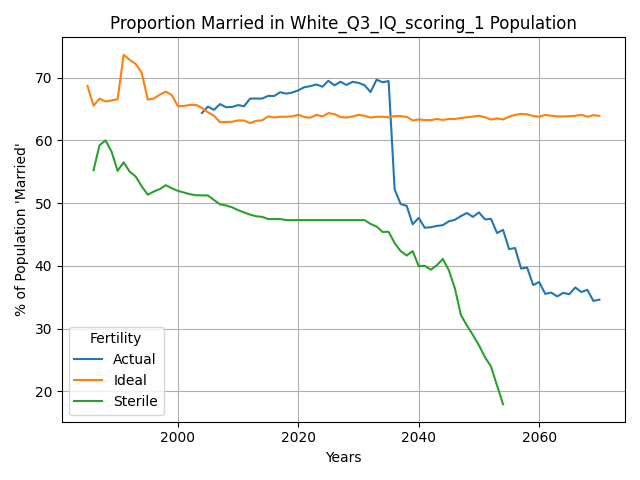 Proportion Married in White_Q3_IQ_scoring_1 Population
% of Population 'Married'
70
60
50
40
30
20
Fertility
Actual
Ideal
Sterile
2000
2020
2040
2060
Years